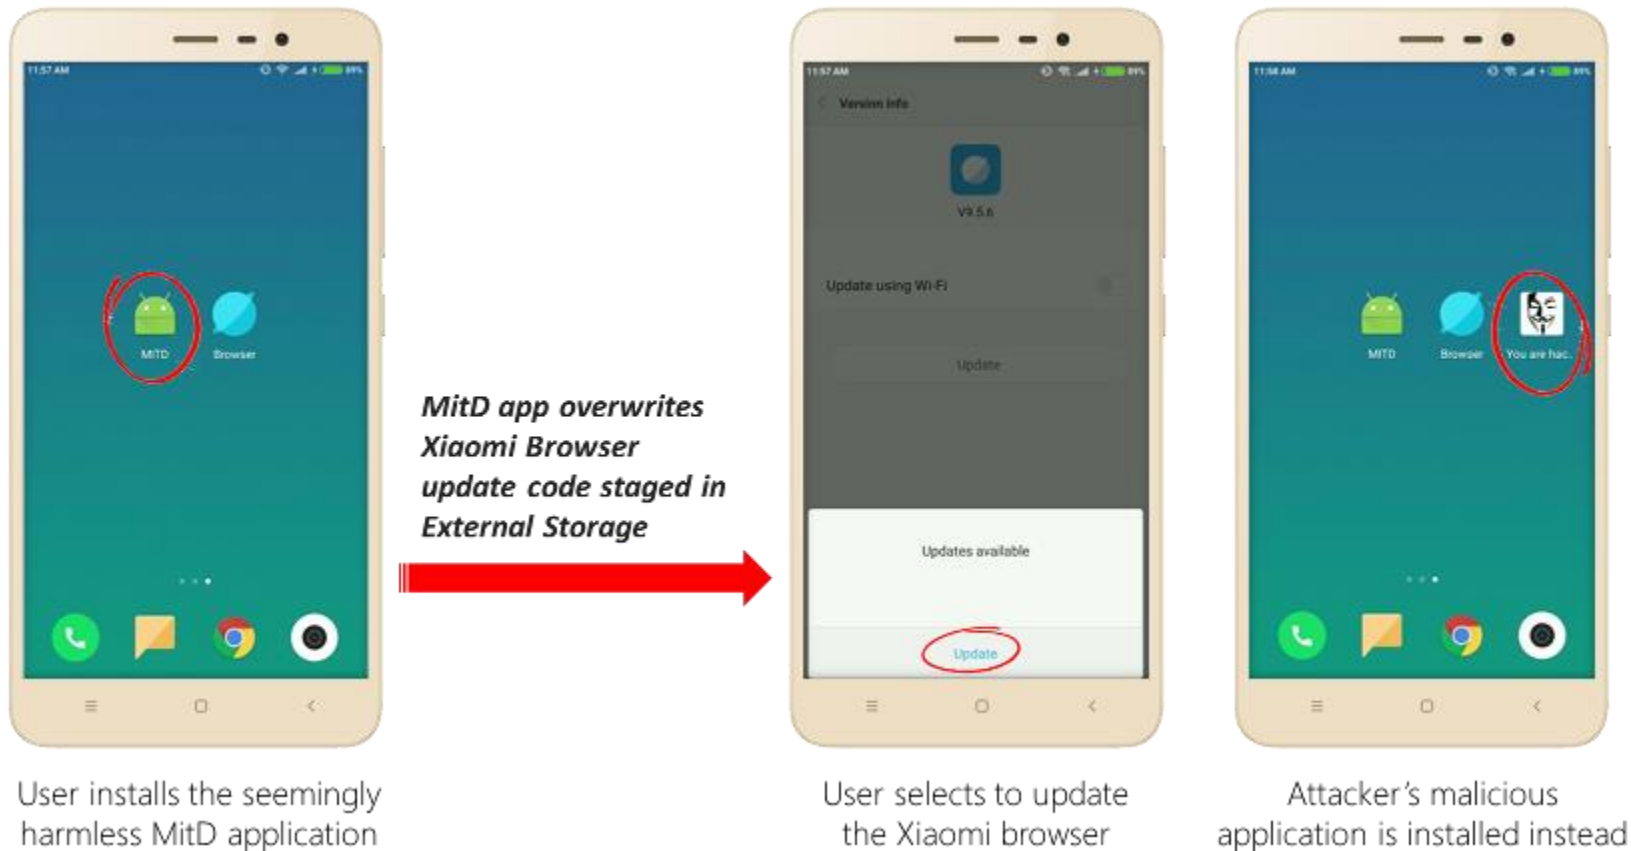 11:57 AM
89%
MITD
Browser
MitD app overwrites
Xiaomi Browser
update code staged in
External Storage
11:57 AM
89%
Version info
V9.5.6
Update using Wi-Fi
Update
Updates available
Update
11:58 AM
89%
MITD
Browser
You are hac..
User installs the seemingly
harmless MitD application
User selects to update
the Xiaomi browser
Attacker's malicious
application is installed instead